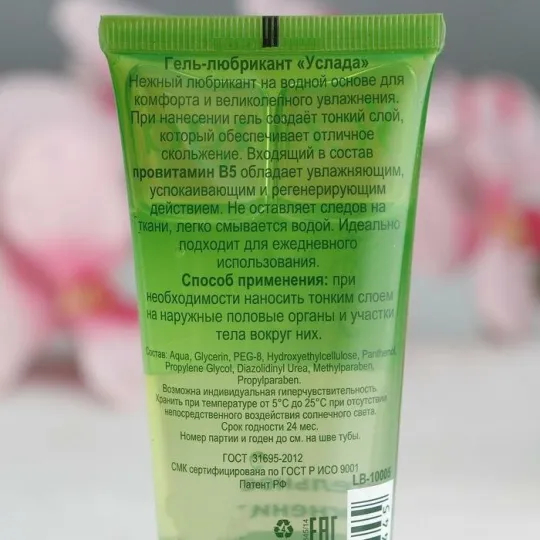 Гель-любрикант «Услада»
Нежный любрикант на водной основе для
комфорта и великолепного увлажнения.
При нанесении гель создаёт тонкий слой,
который обеспечивает отличное
скольжение. Входящий в состав
провитамин B5 обладает увлажняющим,
успокаивающим и регенерирующим
действием. Не оставляет следов на
ткани, легко смывается водой. Идеально
подходит для ежедневного
использования.
Способ применения: при
необходимости наносить тонким слоем
на наружные половые органы и участки
тела вокруг них.
Состав: Aqua, Glycerin, PEG-8, Hydroxyethylcellulose, Panthenol,
Propylene Glycol, Diazolidinyl Urea, Methylparaben,
Propylparaben.
Возможна индивидуальная гиперчувствительность.
Хранить при температуре от 5°С до 25°С при отсутствии
непосредственного воздействия солнечного света.
Срок годности 24 мес.
Номер партии и годен до см. на шве тубы.
ГОСТ 31695-2012
СМК сертифицирована по ГОСТ Р ИСО 9001
Патент РФ
LB-10005
EAC